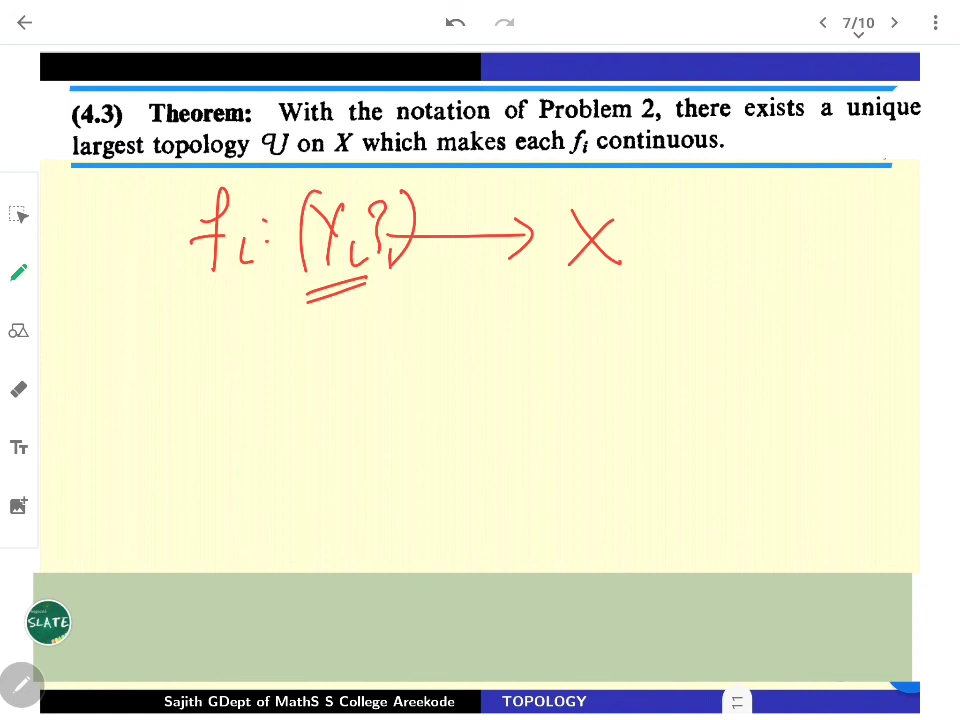 7/10
(4.3) Theorem: With the notation of Problem 2, there exists a unique
largest topology 𝒰 on X which makes each fᵢ continuous.
fᵢ : (Yᵢ, ) ⟶ X
SLATE
Sajith GDept of MathS S College Areekode TOPOLOGY 11